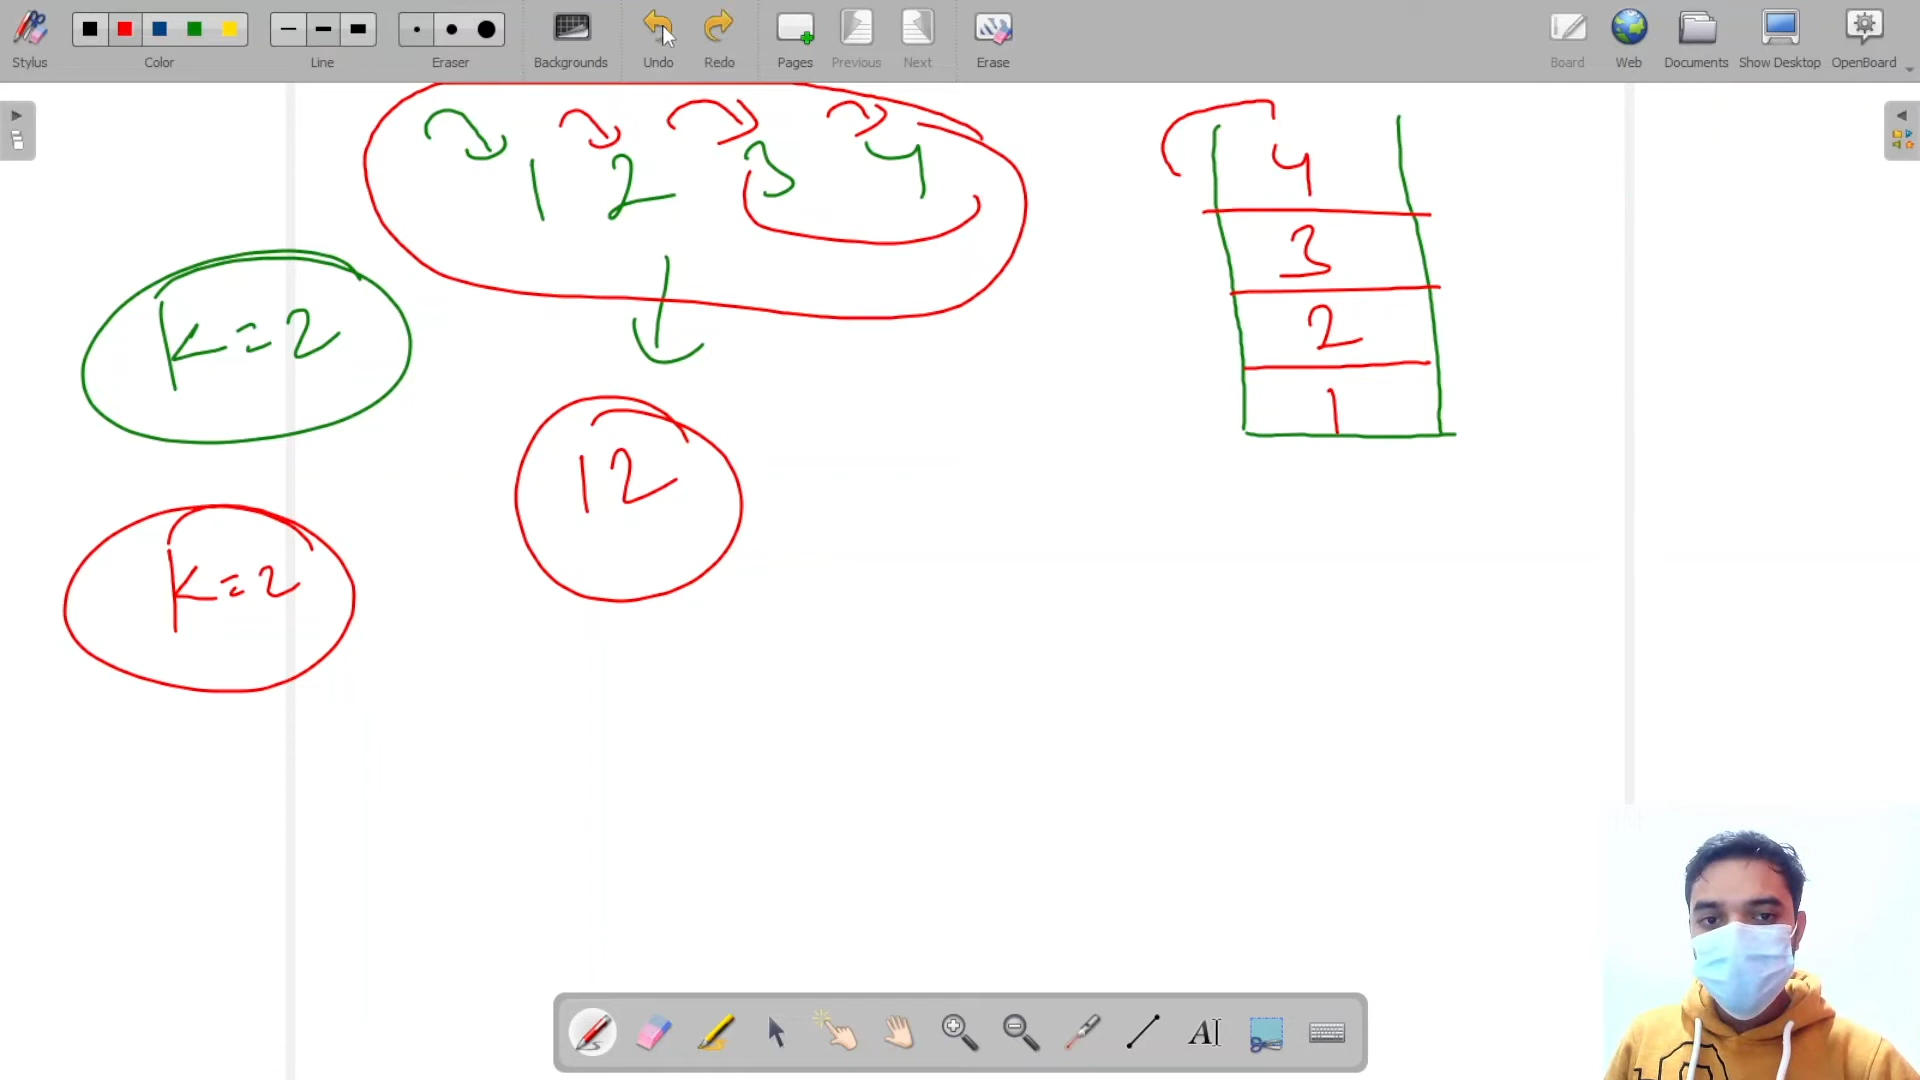 Stylus Color Line Eraser Backgrounds Undo Redo Pages Previous Next Erase Board Web Documents Show Desktop OpenBoard
1 2 3 4
K=2
12
K=2
4
3
2
1